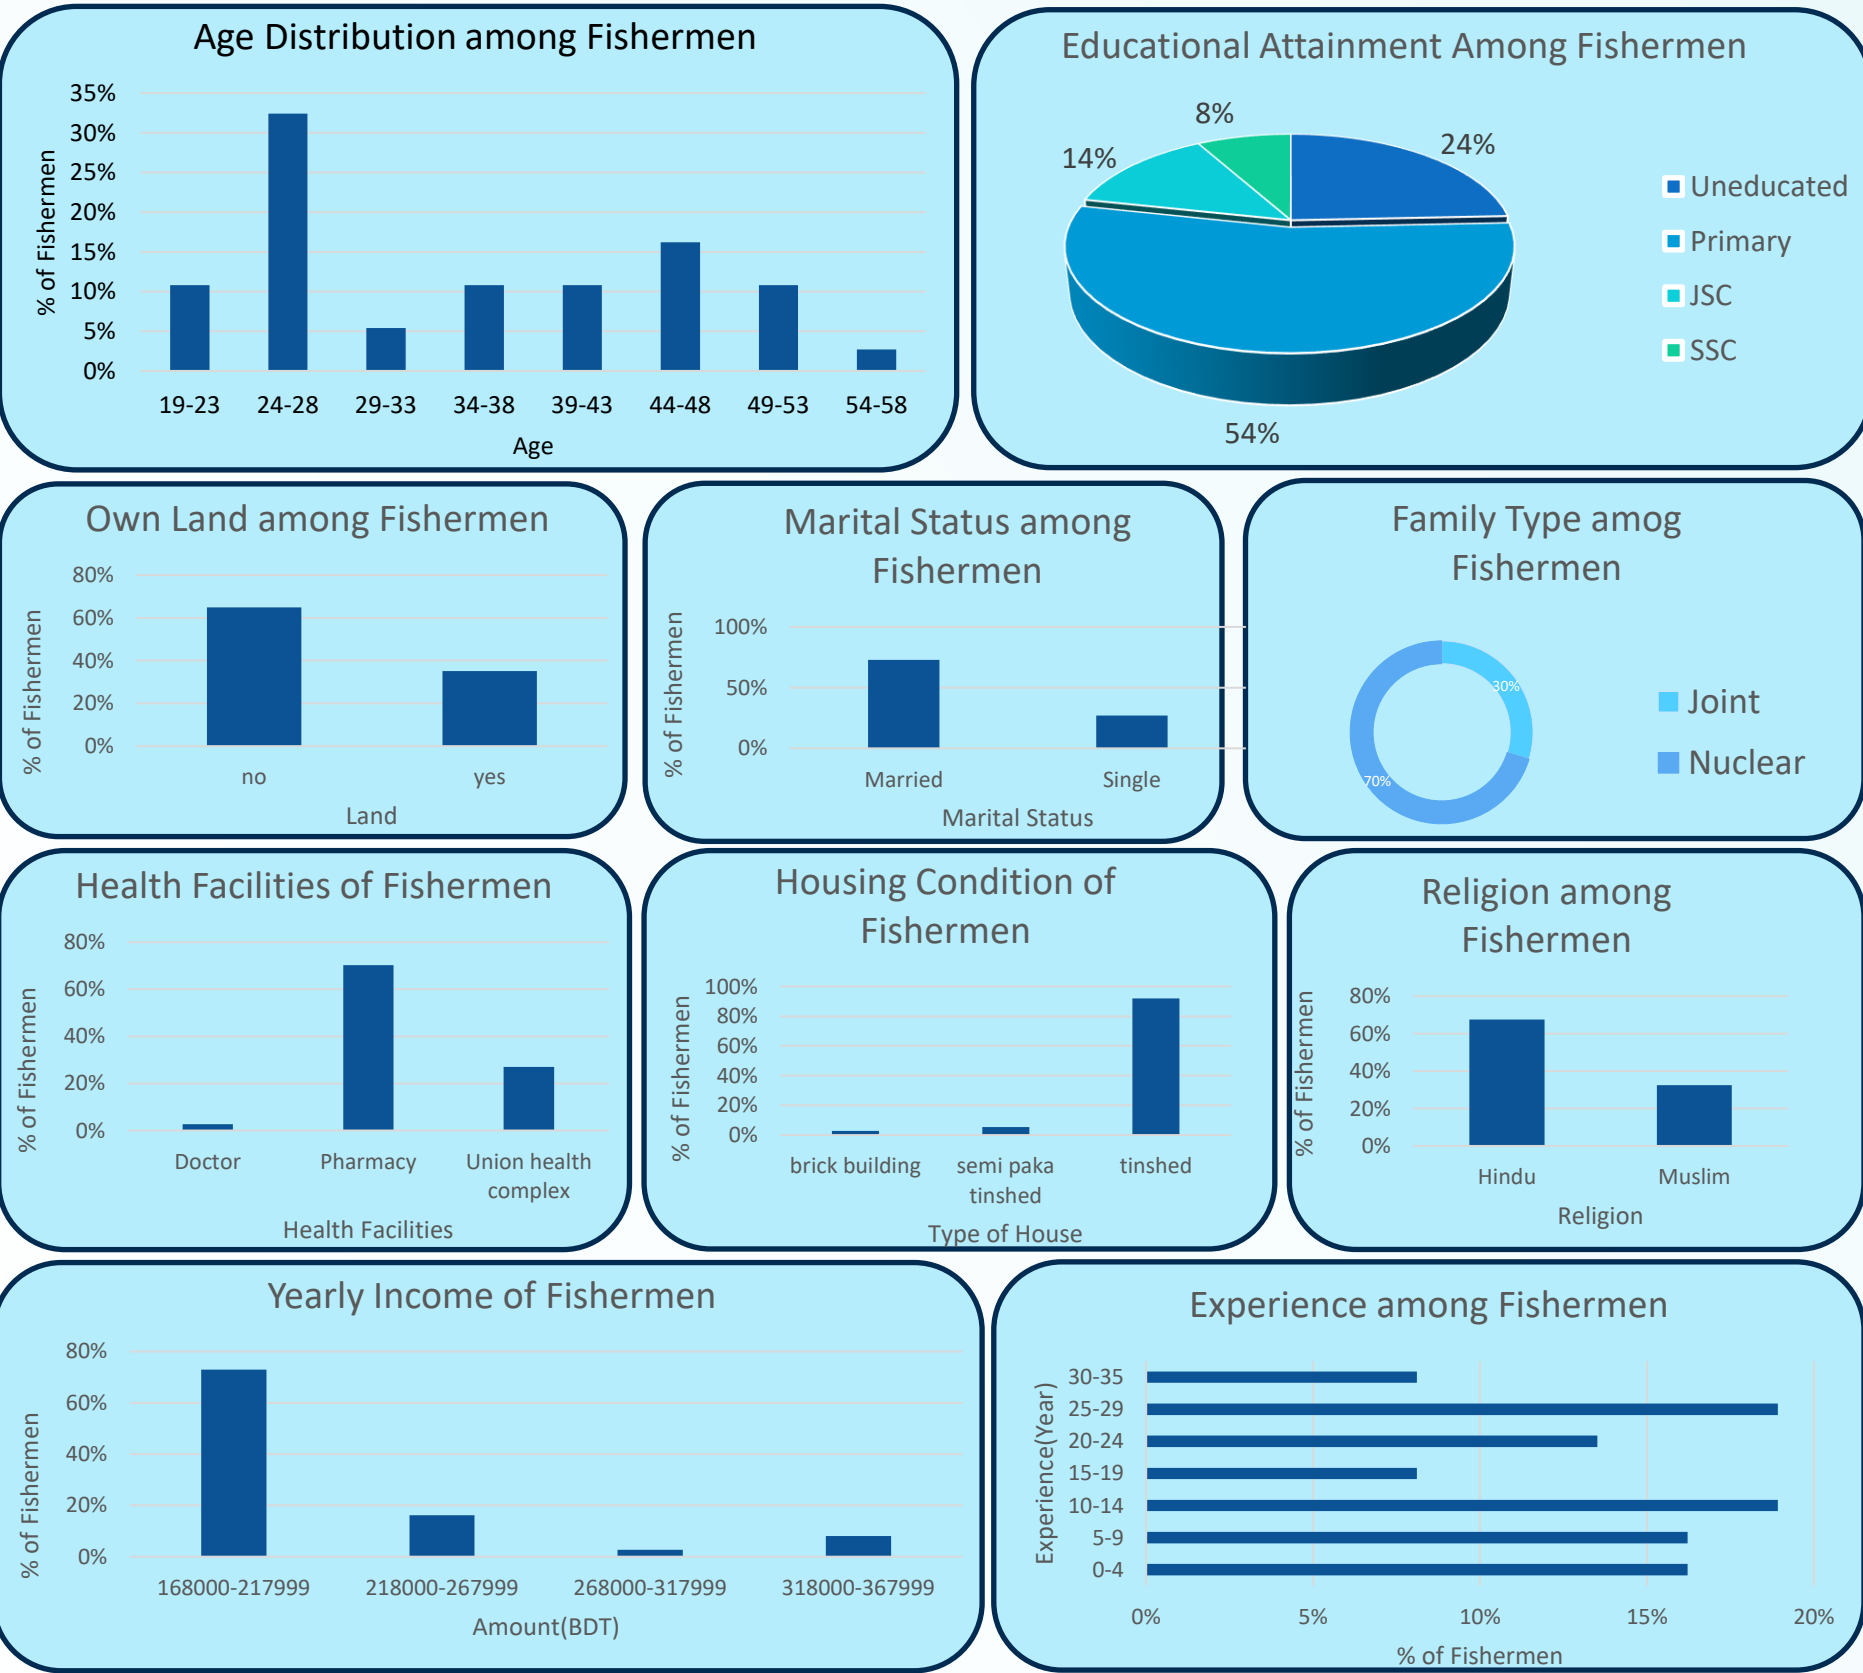 Age Distribution among Fishermen
35%
30%
25%
20%
15%
10%
5%
0%
% of Fishermen
19-23 24-28 29-33 34-38 39-43 44-48 49-53 54-58
Age
Educational Attainment Among Fishermen
8%
24%
14%
54%
Uneducated
Primary
JSC
SSC
Own Land among Fishermen
80%
60%
40%
20%
0%
% of Fishermen
no yes
Land
Marital Status among
Fishermen
100%
50%
0%
% of Fishermen
Married Single
Marital Status
Family Type amog
Fishermen
30%
70%
Joint
Nuclear
Health Facilities of Fishermen
80%
60%
40%
20%
0%
% of Fishermen
Doctor Pharmacy Union health
complex
Health Facilities
Housing Condition of
Fishermen
100%
80%
60%
40%
20%
0%
% of Fishermen
brick building semi paka tinshed
tinshed
Type of House
Religion among
Fishermen
80%
60%
40%
20%
0%
% of Fishermen
Hindu Muslim
Religion
Yearly Income of Fishermen
80%
60%
40%
20%
0%
% of Fishermen
168000-217999 218000-267999 268000-317999 318000-367999
Amount(BDT)
Experience among Fishermen
Experience(Year)
30-35
25-29
20-24
15-19
10-14
5-9
0-4
0% 5% 10% 15% 20%
% of Fishermen